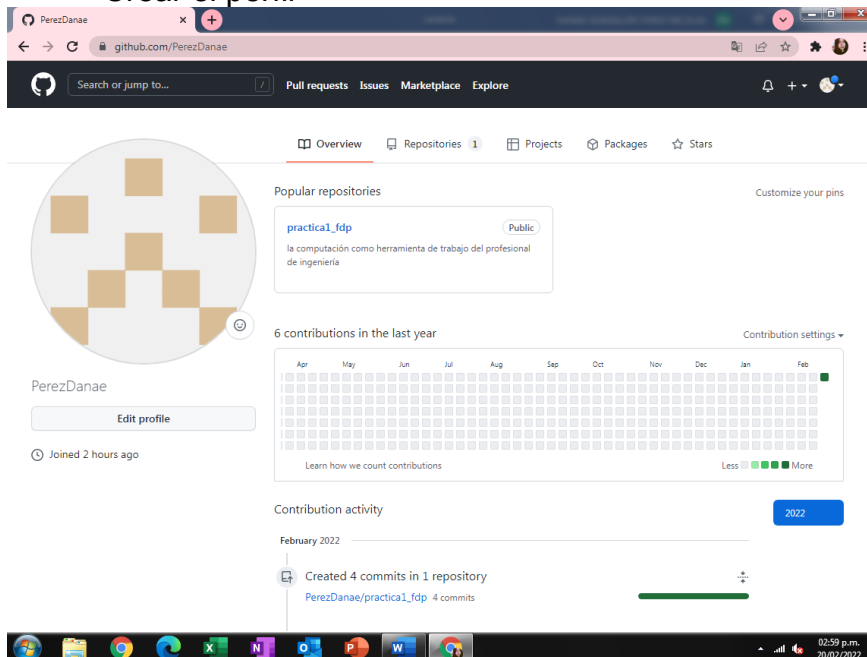 PerezDanae
github.com/PerezDanae
Search or jump to... / Pull requests Issues Marketplace Explore
Overview Repositories 1 Projects Packages Stars
Popular repositories Customize your pins
practica1_fdp Public
la computación como herramienta de trabajo del profesional
de ingeniería
6 contributions in the last year Contribution settings
Apr May Jun Jul Aug Sep Oct Nov Dec Jan Feb
Learn how we count contributions Less More
PerezDanae
Edit profile
Joined 2 hours ago
Contribution activity 2022
February 2022
Created 4 commits in 1 repository
PerezDanae/practica1_fdp 4 commits
02:59 p.m.
20/02/2022